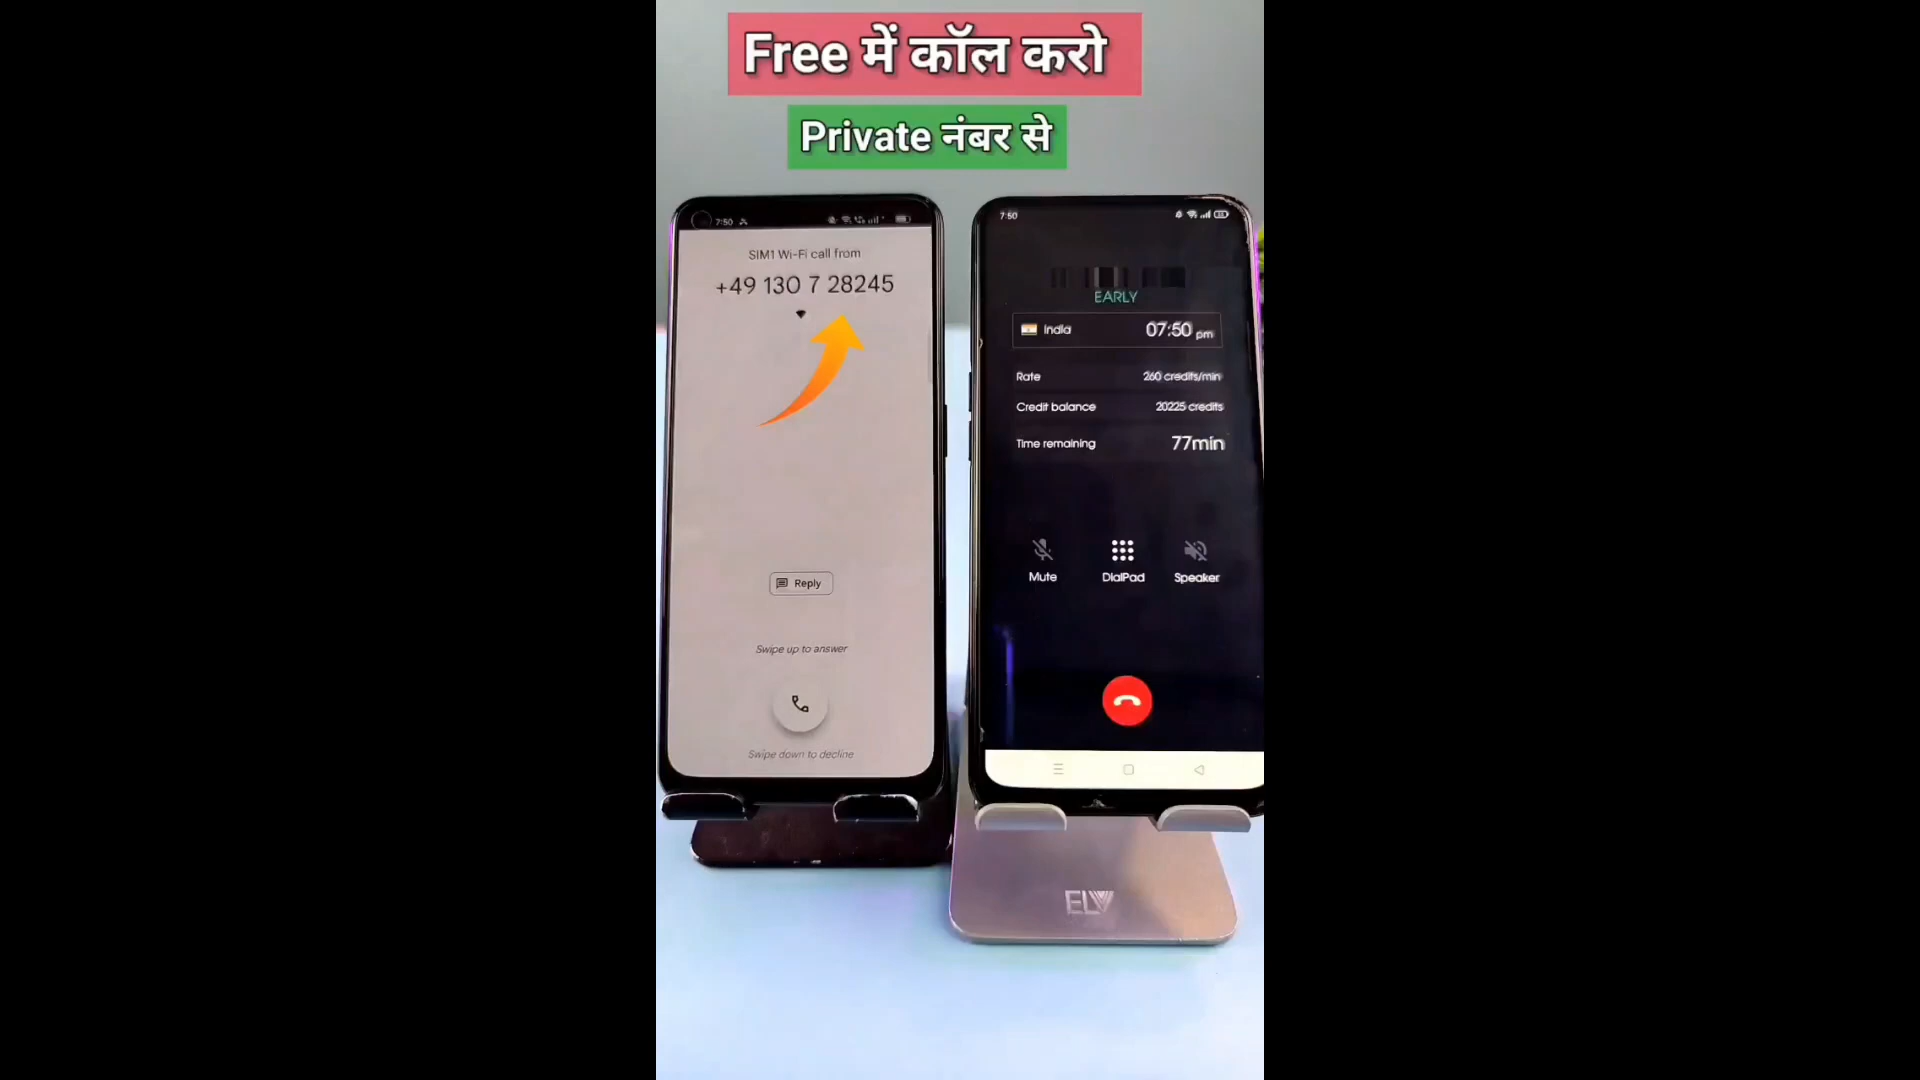 Free में कॉल करो
Private नंबर से
7:50
SIM1 Wi-Fi call from
+49 130 7 28245
Reply
Swipe up to answer
Swipe down to decline
7:50
EARLY
India 07:50 pm
Rate 260 credits/min
Credit balance 20225 credits
Time remaining 77min
Mute DialPad Speaker
ELV